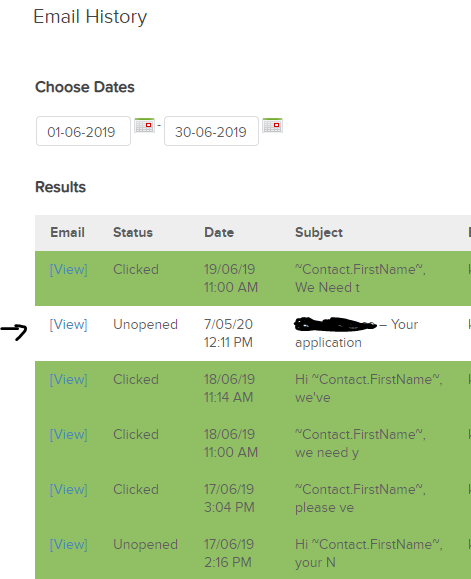 Email History
Choose Dates
01-06-2019 - 30-06-2019
Results
Email Status Date Subject
[View] Clicked 19/06/19 ~Contact.FirstName~,
11:00 AM We Need t
[View] Unopened 7/05/20 – Your
12:11 PM application
[View] Clicked 18/06/19 Hi ~Contact.FirstName~,
11:14 AM we've
[View] Clicked 18/06/19 ~Contact.FirstName~,
11:00 AM we need y
[View] Clicked 17/06/19 ~Contact.FirstName~,
3:04 PM please ve
[View] Unopened 17/06/19 Hi ~Contact.FirstName~,
2:16 PM your N